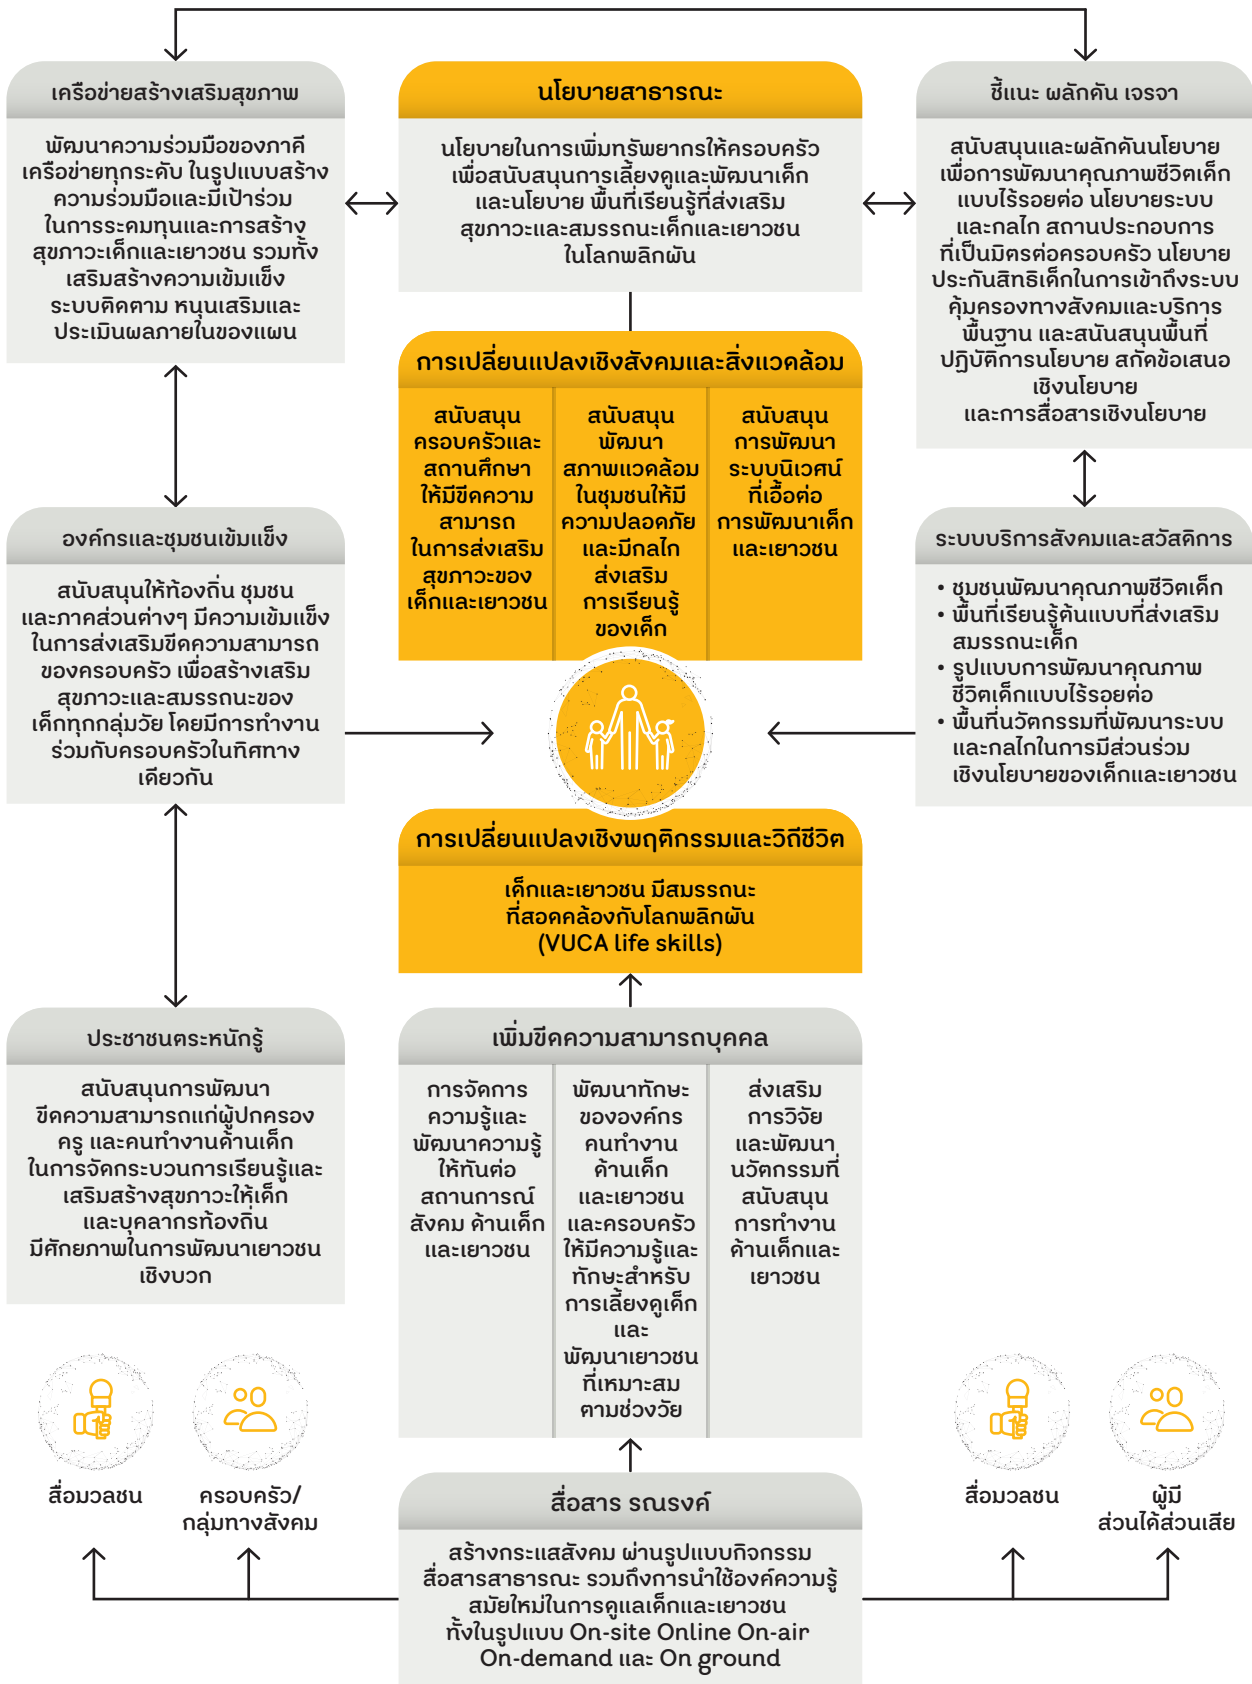 เครือข่ายสร้างเสริมสุขภาพ
พัฒนาความร่วมมือของภาคี
เครือข่ายทุกระดับ ในรูปแบบสร้าง
ความร่วมมือและมีเป้าร่วม
ในการระดมทุนและการสร้าง
สุขภาวะเด็กและเยาวชน รวมทั้ง
เสริมสร้างความเข้มแข็ง
ระบบติดตาม หนุนเสริมและ
ประเมินผลภายในของแผน
นโยบายสาธารณะ
นโยบายในการเพิ่มทรัพยากรให้ครอบครัว
เพื่อสนับสนุนการเลี้ยงดูและพัฒนาเด็ก
และนโยบาย พื้นที่เรียนรู้ที่ส่งเสริม
สุขภาวะและสมรรถนะเด็กและเยาวชน
ในโลกพลิกผัน
ชี้แนะ ผลักดัน เจรจา
สนับสนุนและผลักดันนโยบาย
เพื่อการพัฒนาคุณภาพชีวิตเด็ก
แบบไร้รอยต่อ นโยบายระบบ
และกลไก สถานประกอบการ
ที่เป็นมิตรต่อครอบครัว นโยบาย
ประกันสิทธิเด็กในการเข้าถึงระบบ
คุ้มครองทางสังคมและบริการ
พื้นฐาน และสนันสนุนพื้นที่
ปฏิบัติการนโยบาย สกัดข้อเสนอ
เชิงนโยบาย
และการสื่อสารเชิงนโยบาย
การเปลี่ยนแปลงเชิงสังคมและสิ่งแวดล้อม
สนับสนุน
ครอบครัวและ
สถานศึกษา
ให้มีขีดความ
สามารถ
ในการส่งเสริม
สุขภาวะของ
เด็กและเยาวชน
สนับสนุน
พัฒนา
สภาพแวดล้อม
ในชุมชนให้มี
ความปลอดภัย
และมีกลไก
ส่งเสริม
การเรียนรู้
ของเด็ก
สนับสนุน
การพัฒนา
ระบบนิเวศน์
ที่เอื้อต่อ
การพัฒนาเด็ก
และเยาวชน
องค์กรและชุมชนเข้มแข็ง
สนับสนุนให้ท้องถิ่น ชุมชน
และภาคส่วนต่างๆ มีความเข้มแข็ง
ในการส่งเสริมขีดความสามารถ
ของครอบครัว เพื่อสร้างเสริม
สุขภาวะและสมรรถนะของ
เด็กทุกกลุ่มวัย โดยมีการทำงาน
ร่วมกับครอบครัวในทิศทาง
เดียวกัน
ระบบบริการสังคมและสวัสดิการ
• ชุมชนพัฒนาคุณภาพชีวิตเด็ก
• พื้นที่เรียนรู้ต้นแบบที่ส่งเสริม
สมรรถนะเด็ก
• รูปแบบการพัฒนาคุณภาพ
ชีวิตเด็กแบบไร้รอยต่อ
• พื้นที่นวัตกรรมที่พัฒนาระบบ
และกลไกในการมีส่วนร่วม
เชิงนโยบายของเด็กและเยาวชน
การเปลี่ยนแปลงเชิงพฤติกรรมและวิถีชีวิต
เด็กและเยาวชน มีสมรรถนะ
ที่สอดคล้องกับโลกพลิกผัน
(VUCA life skills)
ประชาชนตระหนักรู้
สนับสนุนการพัฒนา
ขีดความสามารถแก่ผู้ปกครอง
ครู และคนทำงานด้านเด็ก
ในการจัดกระบวนการเรียนรู้และ
เสริมสร้างสุขภาวะให้เด็ก
และบุคลากรท้องถิ่น
มีศักยภาพในการพัฒนาเยาวชน
เชิงบวก
เพิ่มขีดความสามารถบุคคล
การจัดการ
ความรู้และ
พัฒนาความรู้
ให้ทันต่อ
สถานการณ์
สังคม ด้านเด็ก
และเยาวชน
พัฒนาทักษะ
ขององค์กร
คนทำงาน
ด้านเด็ก
และเยาวชน
และครอบครัว
ให้มีความรู้และ
ทักษะสำหรับ
การเลี้ยงดูเด็ก
และ
พัฒนาเยาวชน
ที่เหมาะสม
ตามช่วงวัย
ส่งเสริม
การวิจัย
และพัฒนา
นวัตกรรมที่
สนับสนุน
การทำงาน
ด้านเด็กและ
เยาวชน
สื่อมวลชน
ครอบครัว/
กลุ่มทางสังคม
สื่อมวลชน
ผู้มี
ส่วนได้ส่วนเสีย
สื่อสาร รณรงค์
สร้างกระแสสังคม ผ่านรูปแบบกิจกรรม
สื่อสารสาธารณะ รวมถึงการนำใช้องค์ความรู้
สมัยใหม่ในการดูแลเด็กและเยาวชน
ทั้งในรูปแบบ On-site Online On-air
On-demand และ On ground